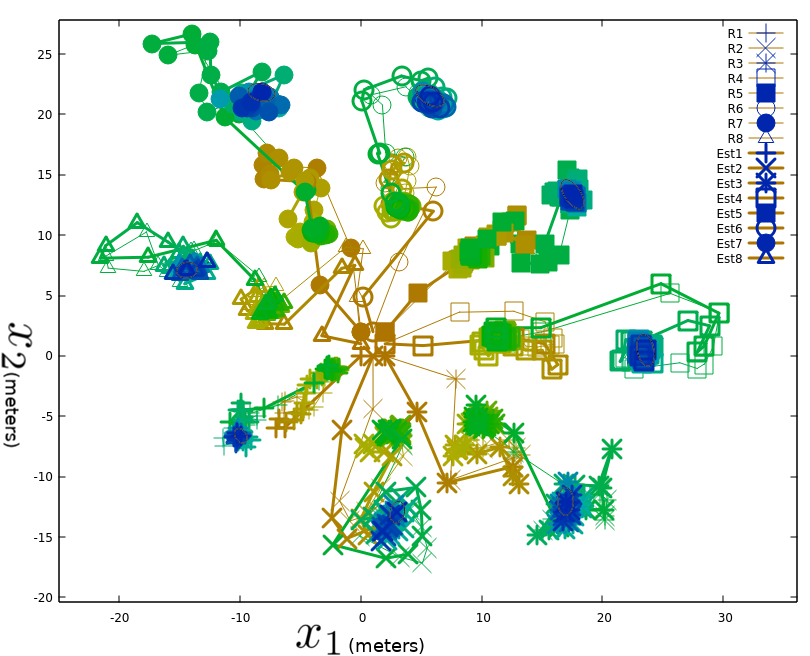 R1
R2
R3
R4
R5
R6
R7
R8
Est1
Est2
Est3
Est4
Est5
Est6
Est7
Est8
25
20
15
10
5
0
-5
-10
-15
-20
x2 (meters)
-20 -10 0 10 20 30
x1 (meters)